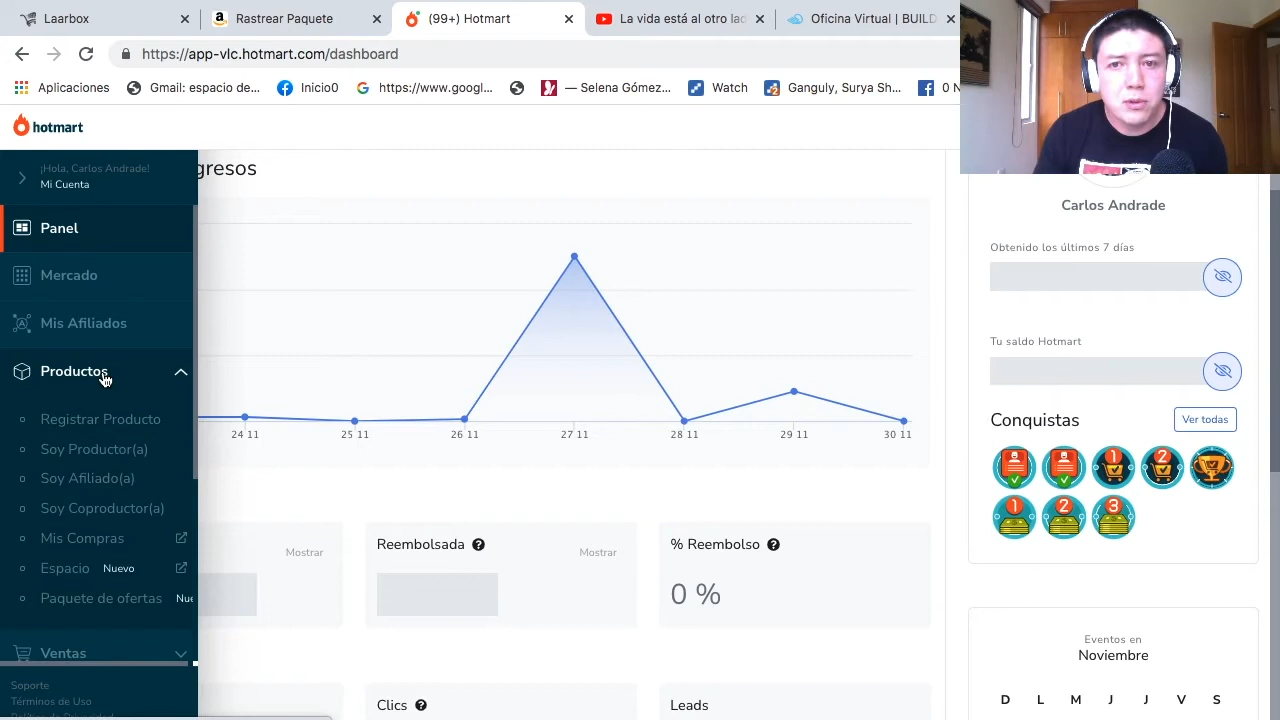 Laarbox
Rastrear Paquete
(99+) Hotmart
La vida está al otro lad
Oficina Virtual | BUILD
https://app-vlc.hotmart.com/dashboard
Aplicaciones
Gmail: espacio de...
Inicio0
https://www.googl...
— Selena Gómez...
Watch
Ganguly, Surya Sh...
hotmart
¡Hola, Carlos Andrade!
Mi Cuenta
Panel
Mercado
Mis Afiliados
Productos
Registrar Producto
Soy Productor(a)
Soy Afiliado(a)
Soy Coproductor(a)
Mis Compras
Espacio Nuevo
Paquete de ofertas Nue
Ventas
Soporte
Términos de Uso
gresos
24 11 25 11 26 11 27 11 28 11 29 11 30 11
Mostrar
Reembolsada
Mostrar
% Reembolso
0 %
Clics
Leads
Carlos Andrade
Obtenido los últimos 7 días
Tu saldo Hotmart
Conquistas
Ver todas
1 2
1 2 3
Eventos en
Noviembre
D L M J J V S